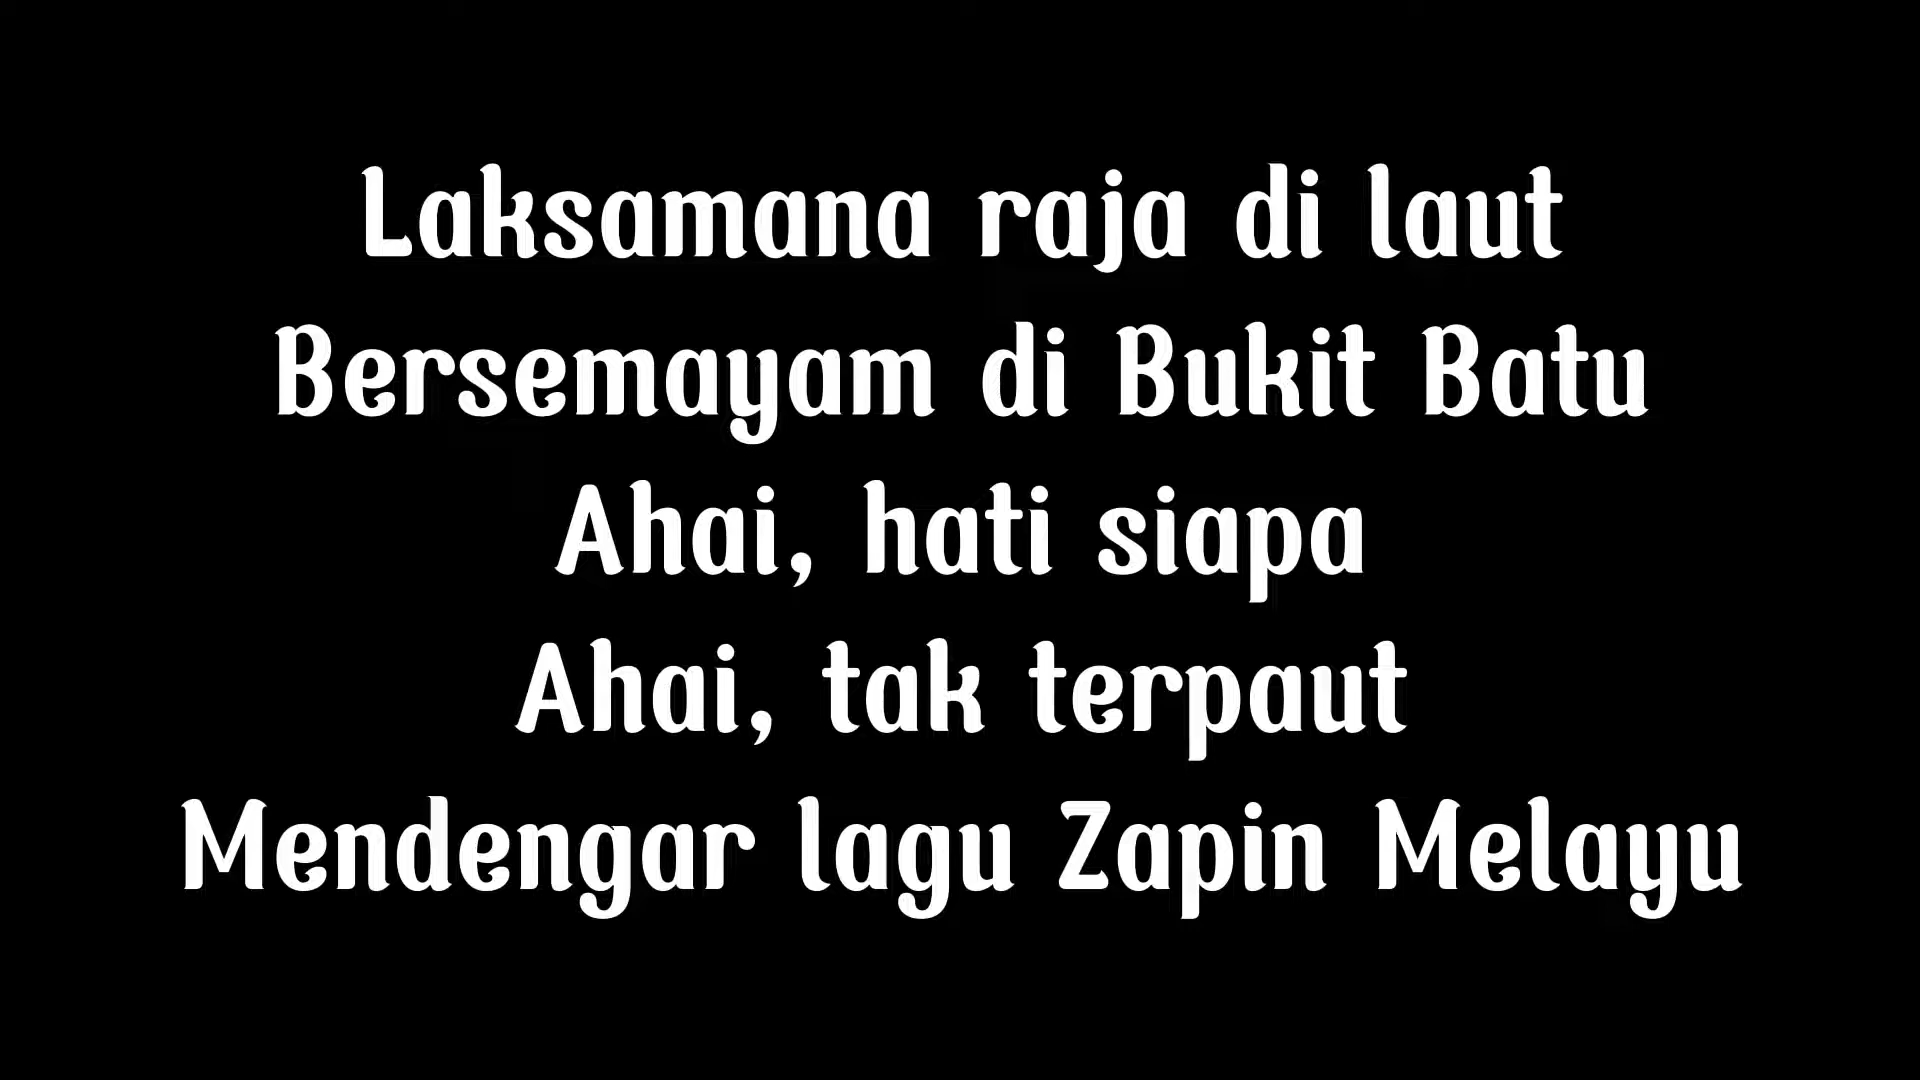 Laksamana raja di laut
Bersemayam di Bukit Batu
Ahai, hati siapa
Ahai, tak terpaut
Mendengar lagu Zapin Melayu